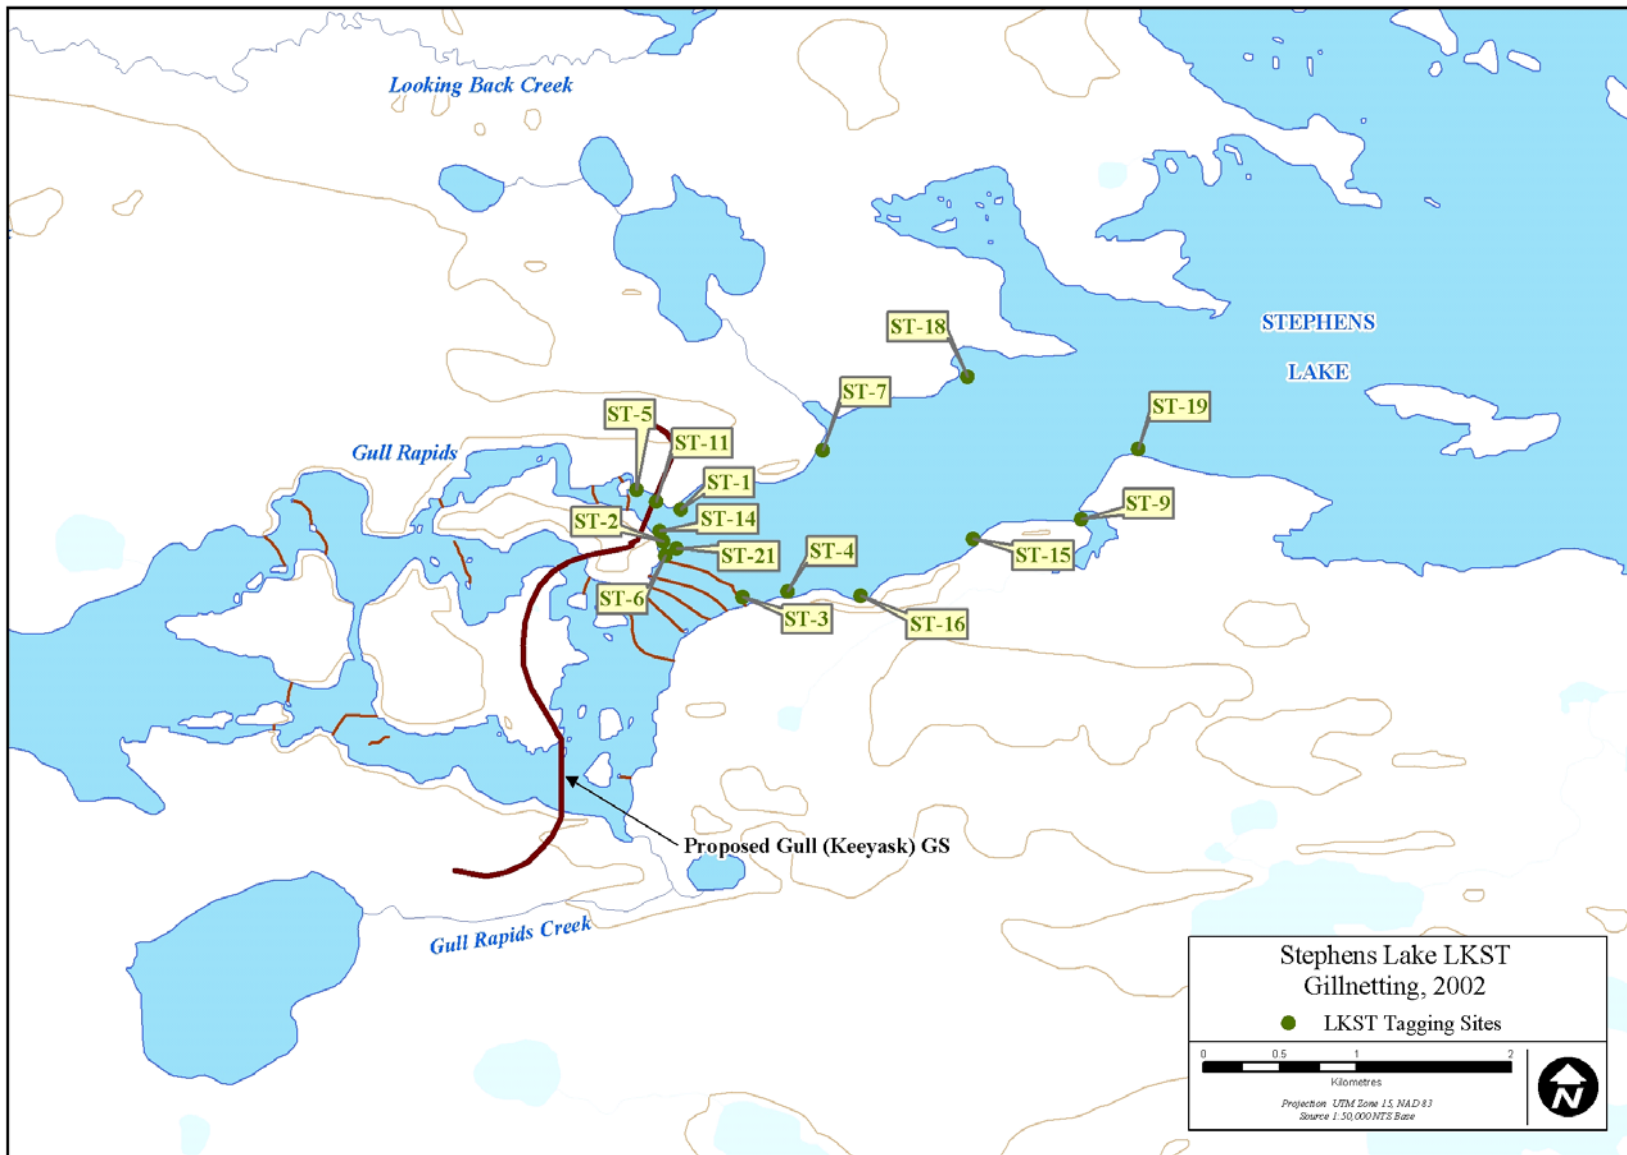 Looking Back Creek
ST-18
STEPHENS
LAKE
ST-7
ST-19
ST-5
ST-11
Gull Rapids
ST-1
ST-9
ST-2
ST-14
ST-21
ST-4
ST-15
ST-6
ST-3
ST-16
Proposed Gull (Keeyask) GS
Gull Rapids Creek
Stephens Lake LKST
Gillnetting, 2002
LKST Tagging Sites
0 0.5 1 2
Kilometres
Projection UTM Zone 15, NAD 83
Source 1:50,000 NTS Base
N